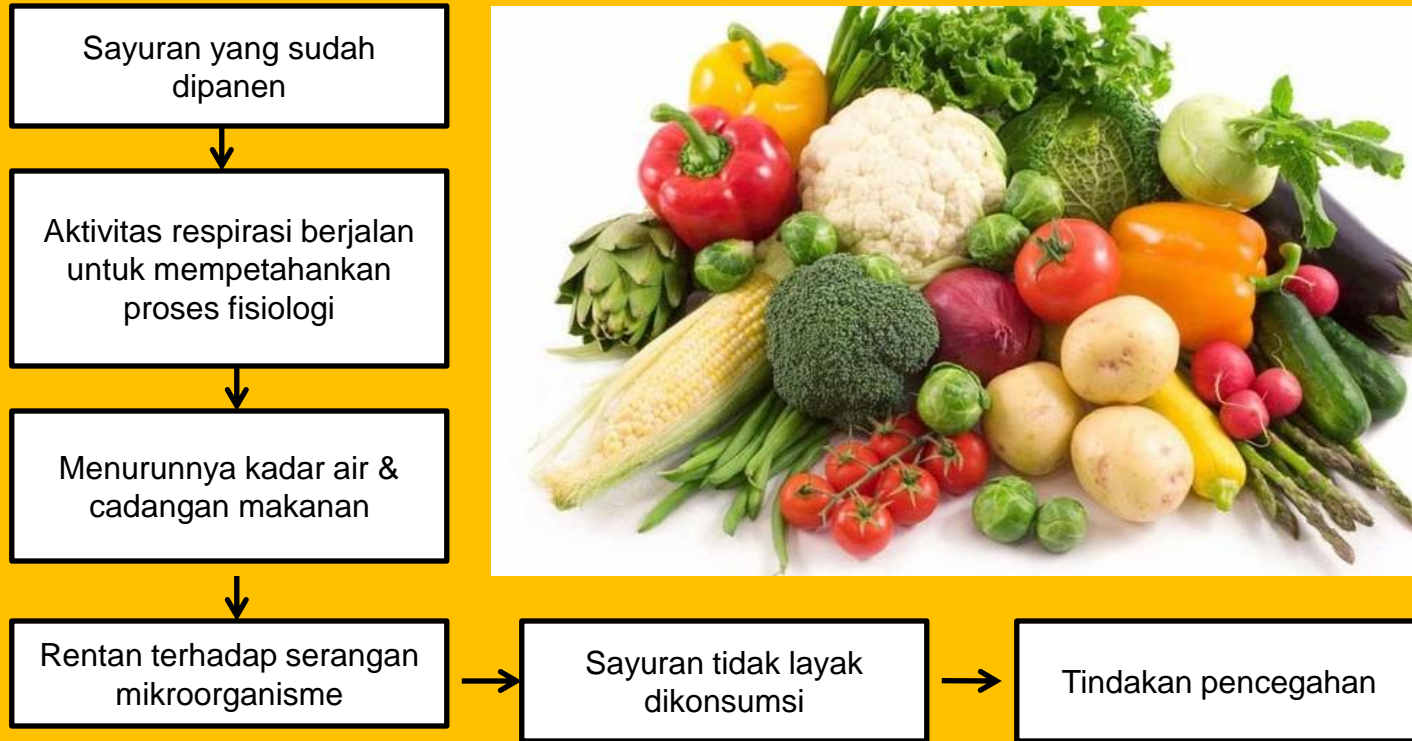 Sayuran yang sudah
dipanen
Aktivitas respirasi berjalan
untuk mempetahankan
proses fisiologi
Menurunnya kadar air &
cadangan makanan
Rentan terhadap serangan
mikroorganisme
Sayuran tidak layak
dikonsumsi
Tindakan pencegahan